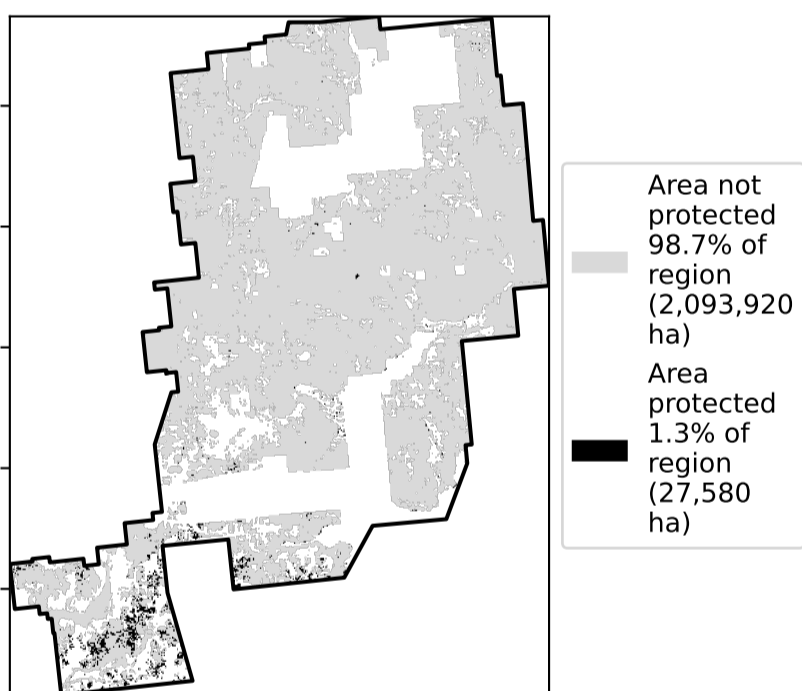 Area not
protected
98.7% of
region
(2,093,920
ha)
Area
protected
1.3% of
region
(27,580
ha)